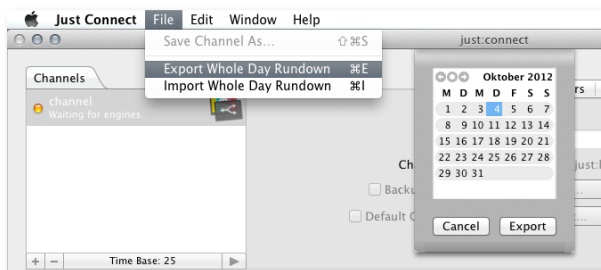 Just Connect File Edit Window Help
Save Channel As... ⇧⌘S
just:connect
Export Whole Day Rundown ⌘E
Import Whole Day Rundown ⌘I
Channels
channel
Waiting for engines
Oktober 2012
M D M D F S S
1 2 3 4 5 6 7
8 9 10 11 12 13 14
15 16 17 18 19 20 21
22 23 24 25 26 27 28
29 30 31
rs
Ch
just:
Backu
...
Default C
...
Cancel Export
+ − Time Base: 25